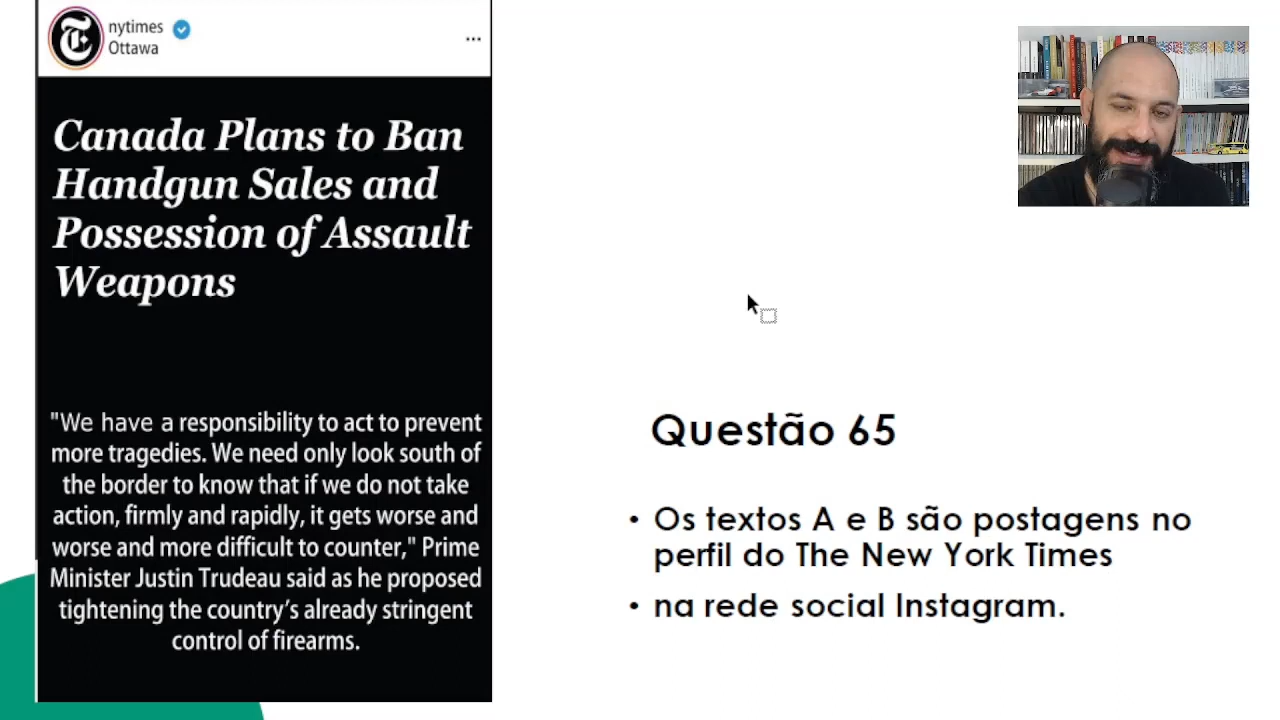 nytimes
Ottawa
...
Canada Plans to Ban
Handgun Sales and
Possession of Assault
Weapons
"We have a responsibility to act to prevent
more tragedies. We need only look south of
the border to know that if we do not take
action, firmly and rapidly, it gets worse and
worse and more difficult to counter," Prime
Minister Justin Trudeau said as he proposed
tightening the country's already stringent
control of firearms.
Questão 65
• Os textos A e B são postagens no
perfil do The New York Times
• na rede social Instagram.